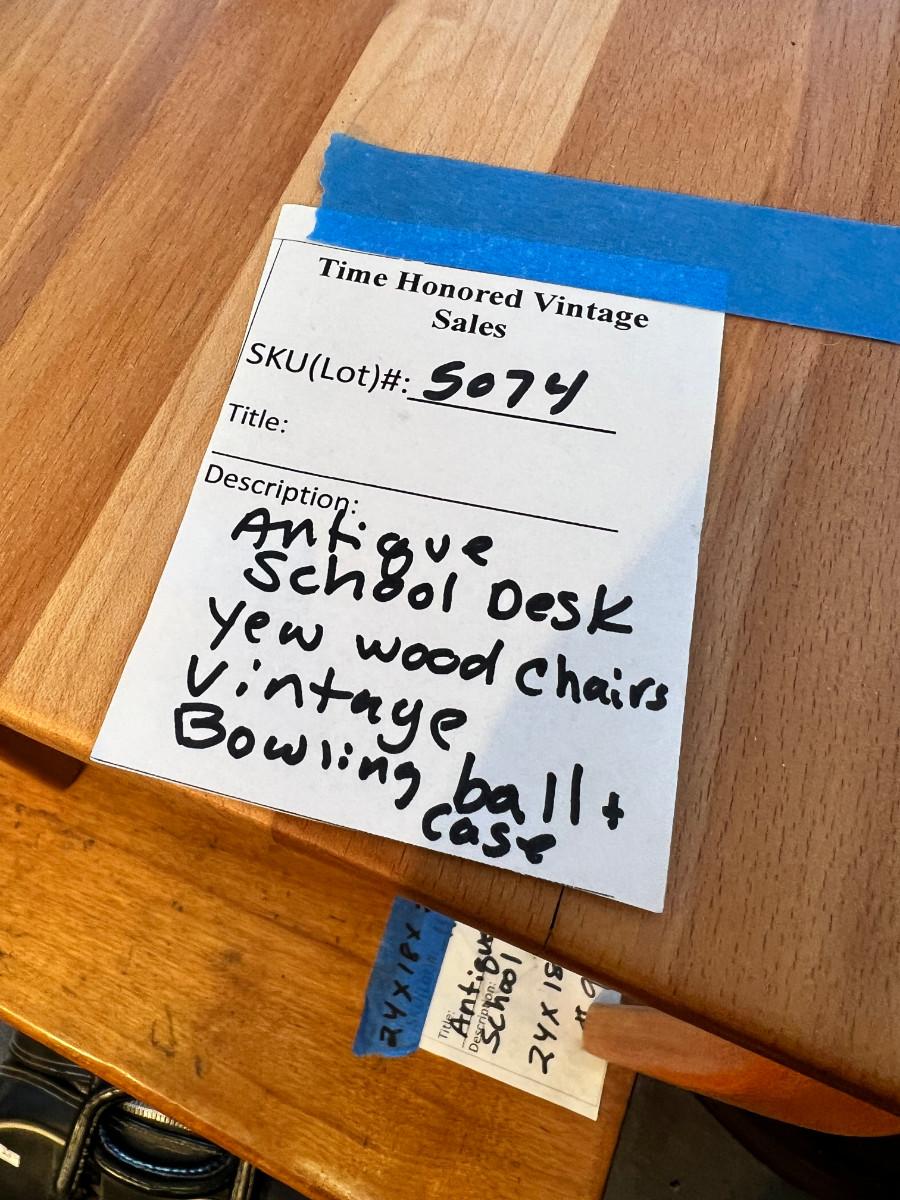 Time Honored Vintage
Sales
SKU(Lot)#: 5074
Title:
Description:
Antique
School Desk
Yew wood chairs
Vintage
Bowling ball +
case
24x18x
Title:
Antique
Description:
School
24x18